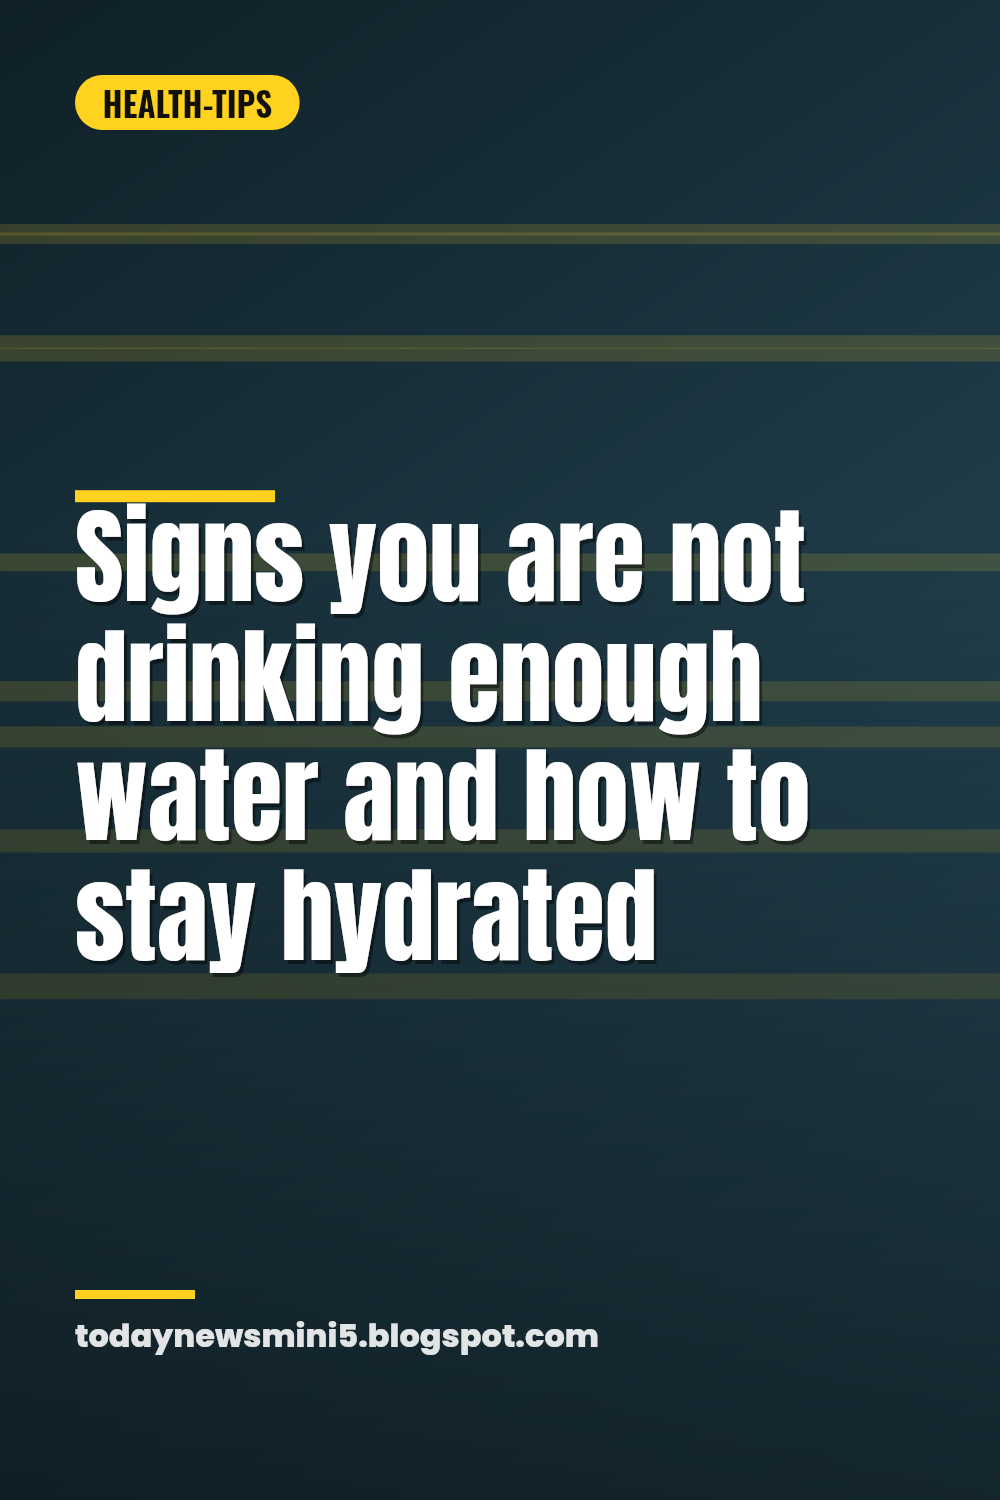 HEALTH-TIPS
Signs you are not
drinking enough
water and how to
stay hydrated
todaynewsmini5.blogspot.com